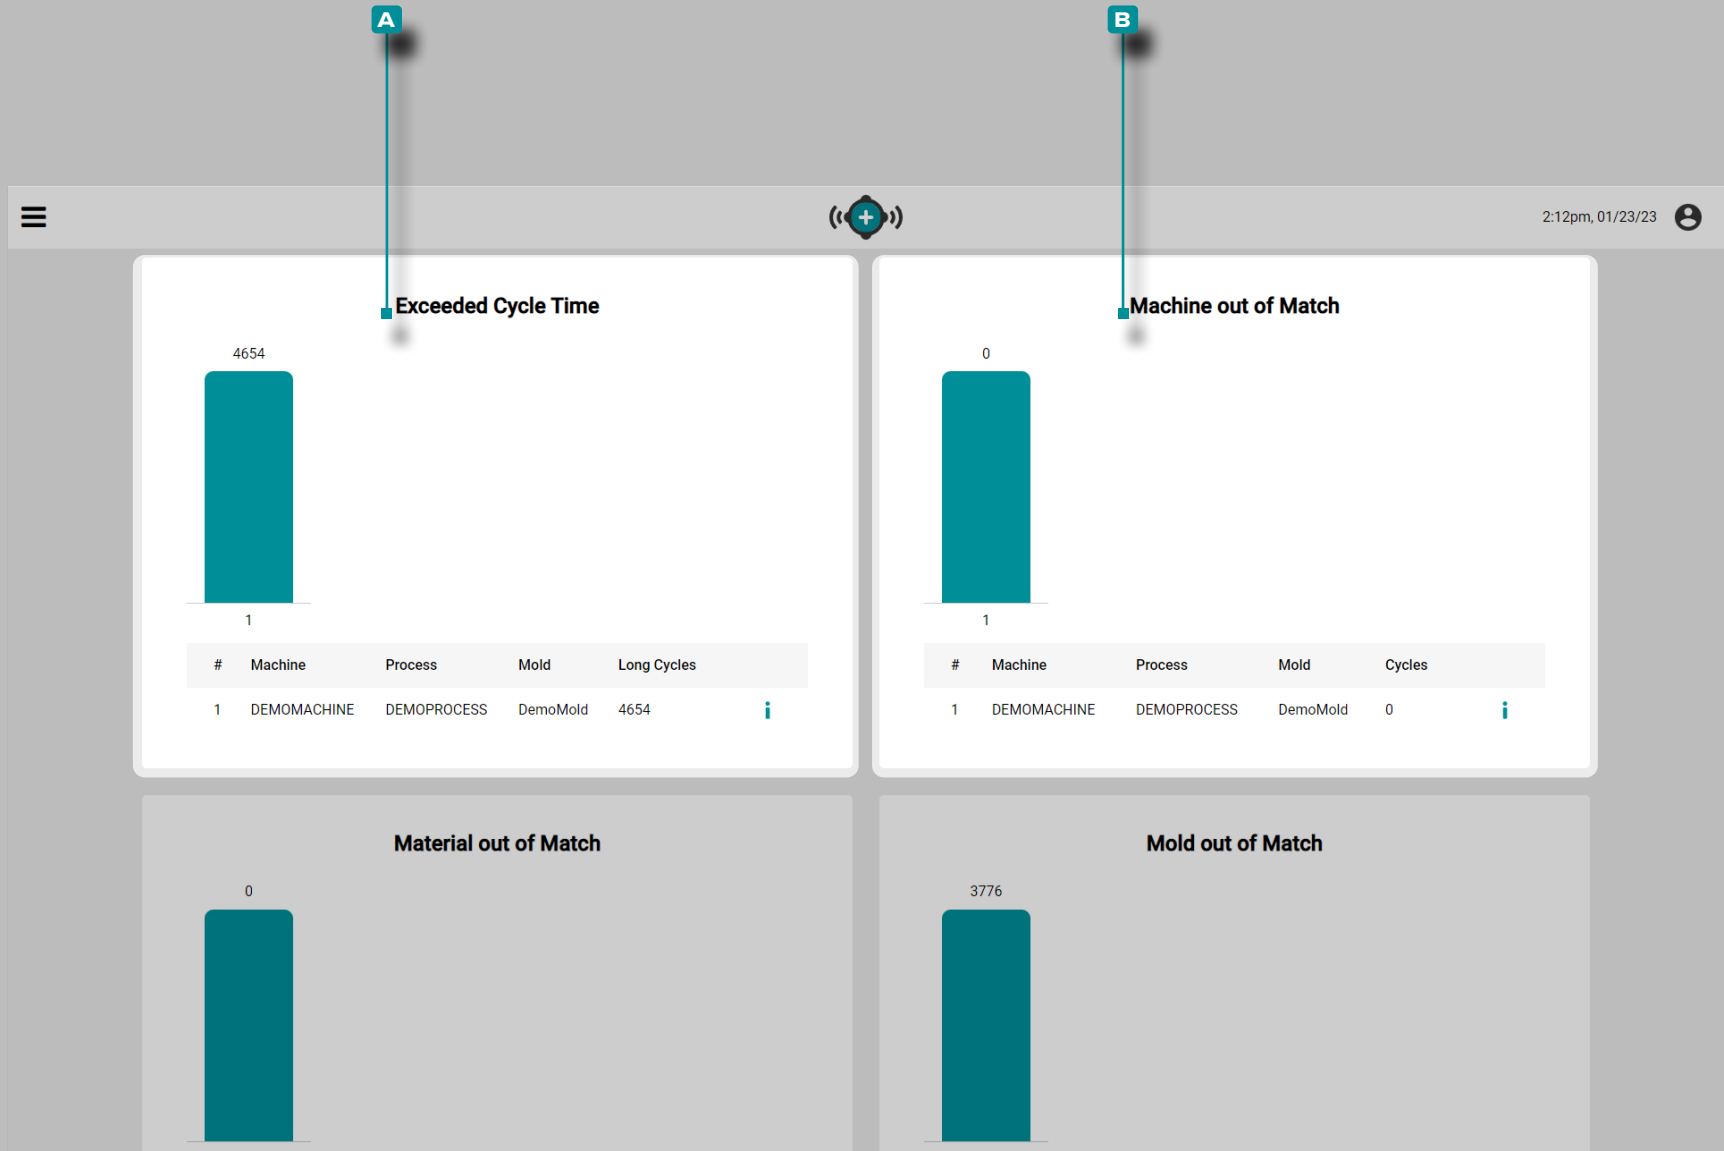 A
B
2:12pm, 01/23/23
Exceeded Cycle Time
4654
1
# Machine Process Mold Long Cycles
1 DEMOMACHINE DEMOPROCESS DemoMold 4654
Machine out of Match
0
1
# Machine Process Mold Cycles
1 DEMOMACHINE DEMOPROCESS DemoMold 0
Material out of Match
0
Mold out of Match
3776